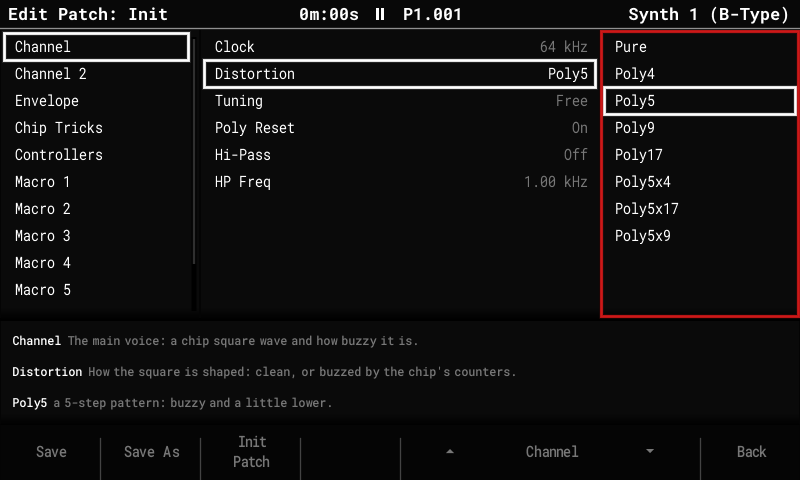 Edit Patch: Init 0m:00s P1.001 Synth 1 (B-Type)
Channel Clock 64 kHz Pure
Channel 2 Distortion Poly5 Poly4
Envelope Tuning Free Poly5
Chip Tricks Poly Reset On Poly9
Controllers Hi-Pass Off Poly17
Macro 1 HP Freq 1.00 kHz Poly5x4
Macro 2 Poly5x17
Macro 3 Poly5x9
Macro 4
Macro 5
Channel The main voice: a chip square wave and how buzzy it is.
Distortion How the square is shaped: clean, or buzzed by the chip's counters.
Poly5 a 5-step pattern: buzzy and a little lower.
Save Save As Init Patch Channel Back